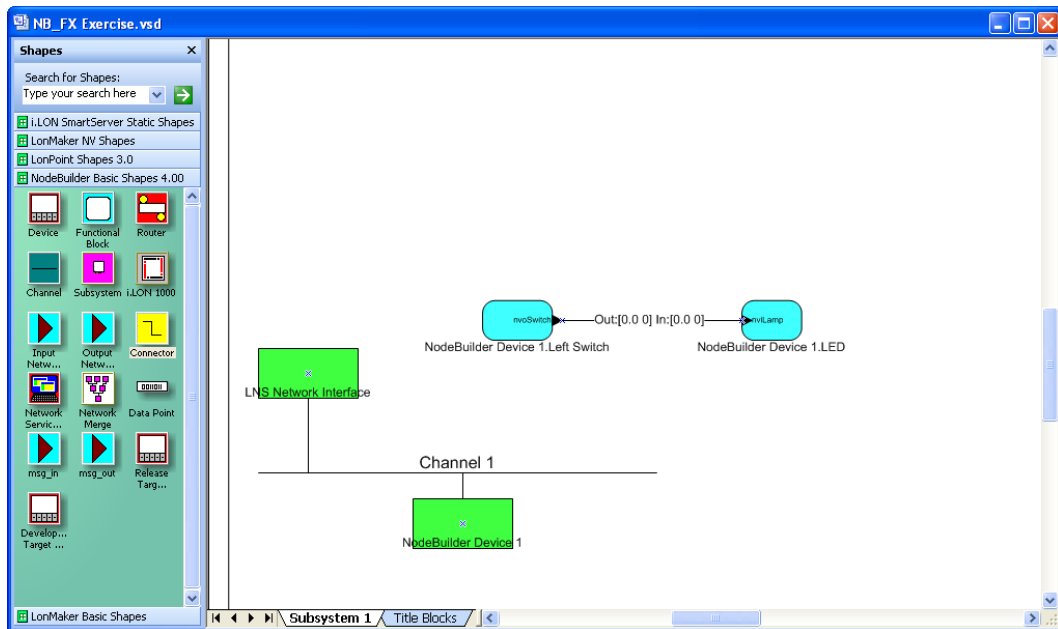 NB_FX Exercise.vsd
Shapes
Search for Shapes:
Type your search here
i.LON SmartServer Static Shapes
LonMaker NV Shapes
LonPoint Shapes 3.0
NodeBuilder Basic Shapes 4.00
Device
Functional
Block
Router
Channel
Subsystem
i.LON 1000
Input
Netw...
Output
Netw...
Connector
Network
Servic...
Network
Merge
Data Point
msg_in
msg_out
Release
Targ...
Develop...
Target ...
LonMaker Basic Shapes
nvoSwitch
Out:[0.0 0] In:[0.0 0]
nviLamp
NodeBuilder Device 1.Left Switch
NodeBuilder Device 1.LED
LNS Network Interface
Channel 1
NodeBuilder Device 1
Subsystem 1
Title Blocks